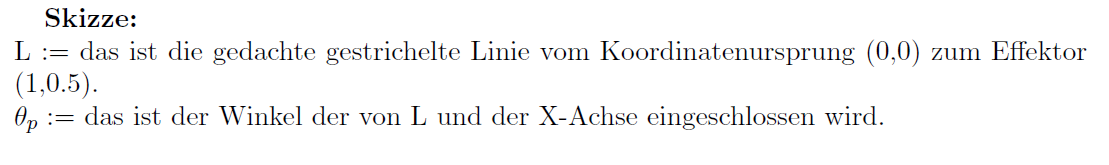 Skizze:
L := das ist die gedachte gestrichelte Linie vom Koordinatenursprung (0,0) zum Effektor
(1,0.5).
θₚ := das ist der Winkel der von L und der X-Achse eingeschlossen wird.